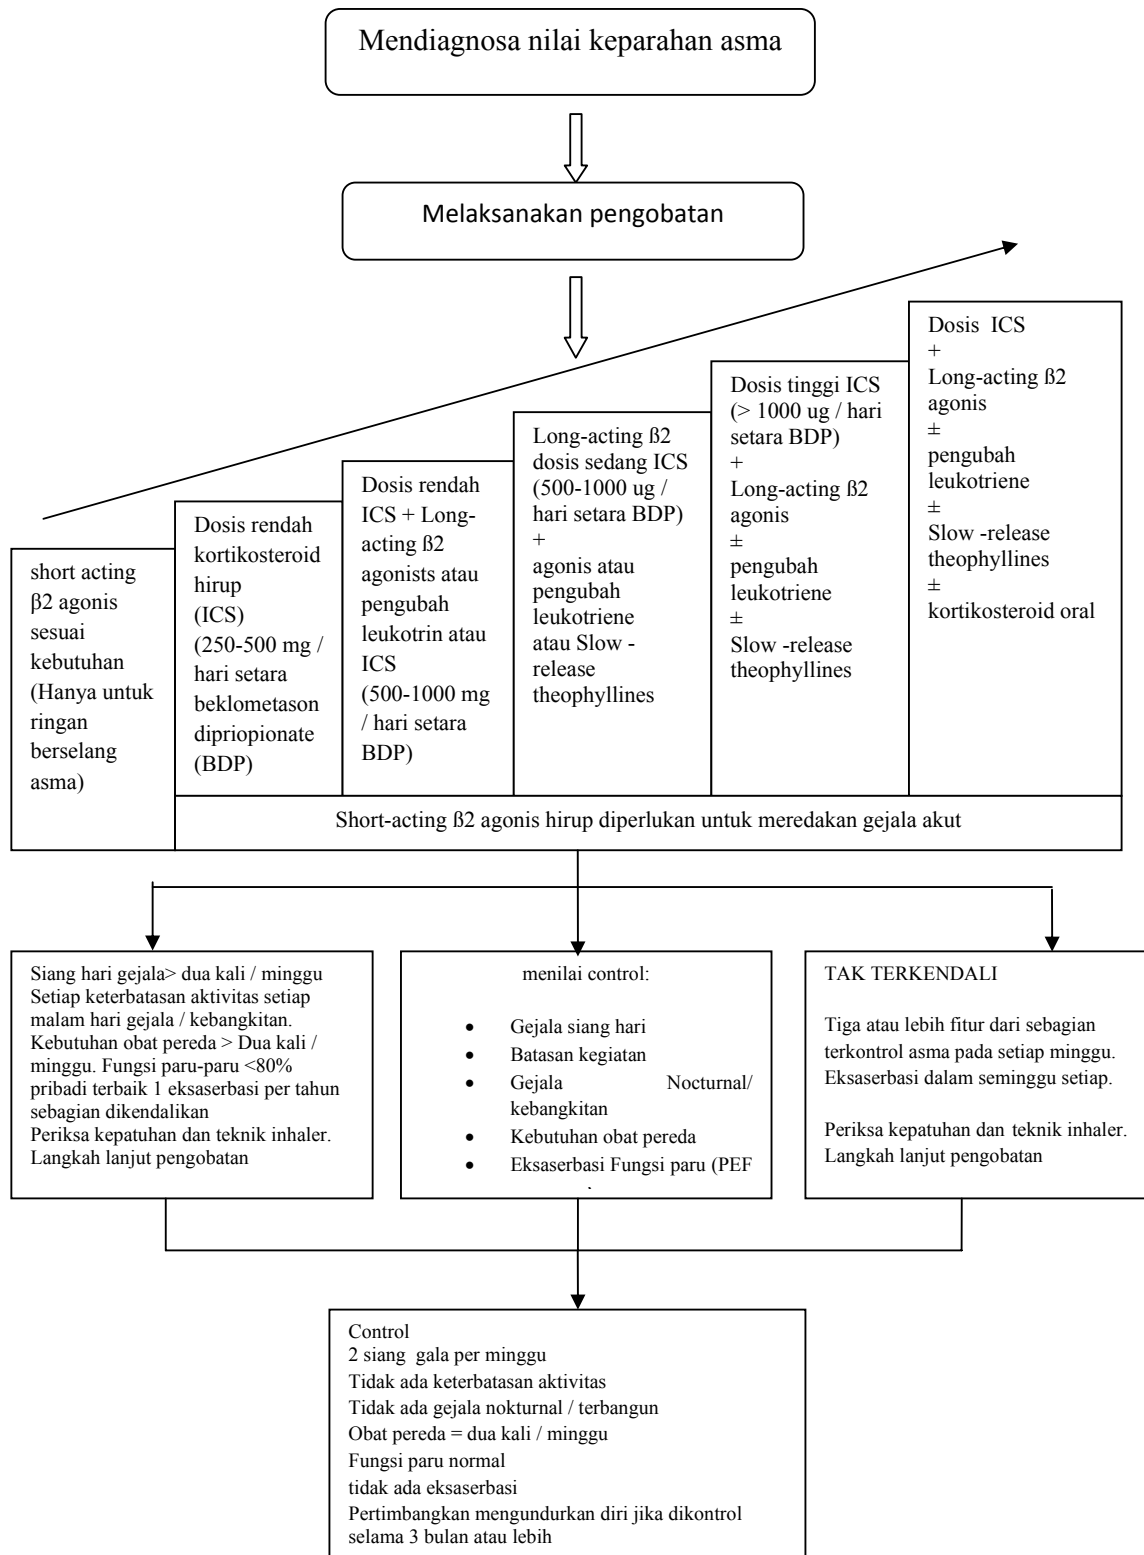 Mendiagnosa nilai keparahan asma
Melaksanakan pengobatan
short acting
β2 agonis
sesuai
kebutuhan
(Hanya untuk
ringan
berselang
asma)
Dosis rendah
kortikosteroid
hirup
(ICS)
(250-500 mg /
hari setara
beklometason
dipriopionate
(BDP)
Dosis rendah
ICS + Long-
acting ß2
agonists atau
pengubah
leukotrin atau
ICS
(500-1000 mg
/ hari setara
BDP)
Long-acting ß2
dosis sedang ICS
(500-1000 ug /
hari setara BDP)
+
agonis atau
pengubah
leukotriene
atau Slow -
release
theophyllines
Dosis tinggi ICS
(> 1000 ug / hari
setara BDP)
+
Long-acting ß2
agonis
±
pengubah
leukotriene
±
Slow -release
theophyllines
Dosis ICS
+
Long-acting ß2
agonis
±
pengubah
leukotriene
±
Slow -release
theophyllines
±
kortikosteroid oral
Short-acting ß2 agonis hirup diperlukan untuk meredakan gejala akut
Siang hari gejala> dua kali / minggu
Setiap keterbatasan aktivitas setiap
malam hari gejala / kebangkitan.
Kebutuhan obat pereda > Dua kali /
minggu. Fungsi paru-paru <80%
pribadi terbaik 1 eksaserbasi per tahun
sebagian dikendalikan
Periksa kepatuhan dan teknik inhaler.
Langkah lanjut pengobatan
menilai control:
• Gejala siang hari
• Batasan kegiatan
• Gejala Nocturnal/
kebangkitan
• Kebutuhan obat pereda
• Eksaserbasi Fungsi paru (PEF
TAK TERKENDALI
Tiga atau lebih fitur dari sebagian
terkontrol asma pada setiap minggu.
Eksaserbasi dalam seminggu setiap.
Periksa kepatuhan dan teknik inhaler.
Langkah lanjut pengobatan
Control
2 siang gala per minggu
Tidak ada keterbatasan aktivitas
Tidak ada gejala nokturnal / terbangun
Obat pereda = dua kali / minggu
Fungsi paru normal
tidak ada eksaserbasi
Pertimbangkan mengundurkan diri jika dikontrol
selama 3 bulan atau lebih